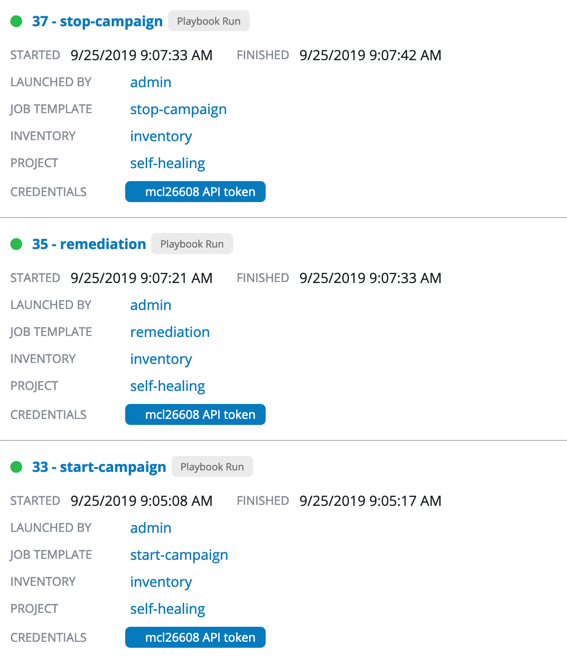 37 - stop-campaign Playbook Run
STARTED 9/25/2019 9:07:33 AM FINISHED 9/25/2019 9:07:42 AM
LAUNCHED BY admin
JOB TEMPLATE stop-campaign
INVENTORY inventory
PROJECT self-healing
CREDENTIALS mcl26608 API token
35 - remediation Playbook Run
STARTED 9/25/2019 9:07:21 AM FINISHED 9/25/2019 9:07:33 AM
LAUNCHED BY admin
JOB TEMPLATE remediation
INVENTORY inventory
PROJECT self-healing
CREDENTIALS mcl26608 API token
33 - start-campaign Playbook Run
STARTED 9/25/2019 9:05:08 AM FINISHED 9/25/2019 9:05:17 AM
LAUNCHED BY admin
JOB TEMPLATE start-campaign
INVENTORY inventory
PROJECT self-healing
CREDENTIALS mcl26608 API token